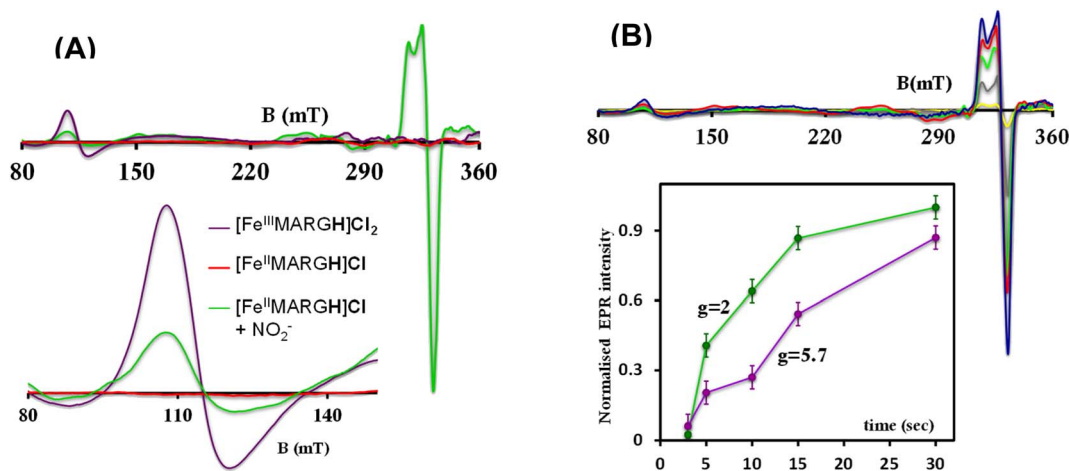 (A)
B (mT)
80 150 220 290 360
[FeᴵᴵᴵMARGH]Cl₂
[FeᴵᴵMARGH]Cl
[FeᴵᴵMARGH]Cl
+ NO₂⁻
80 110 140
B (mT)
(B)
B(mT)
80 150 220 290 360
Normalised EPR intensity
0.9
0.6
0.3
0
g=2
g=5.7
time (sec)
0 5 10 15 20 25 30